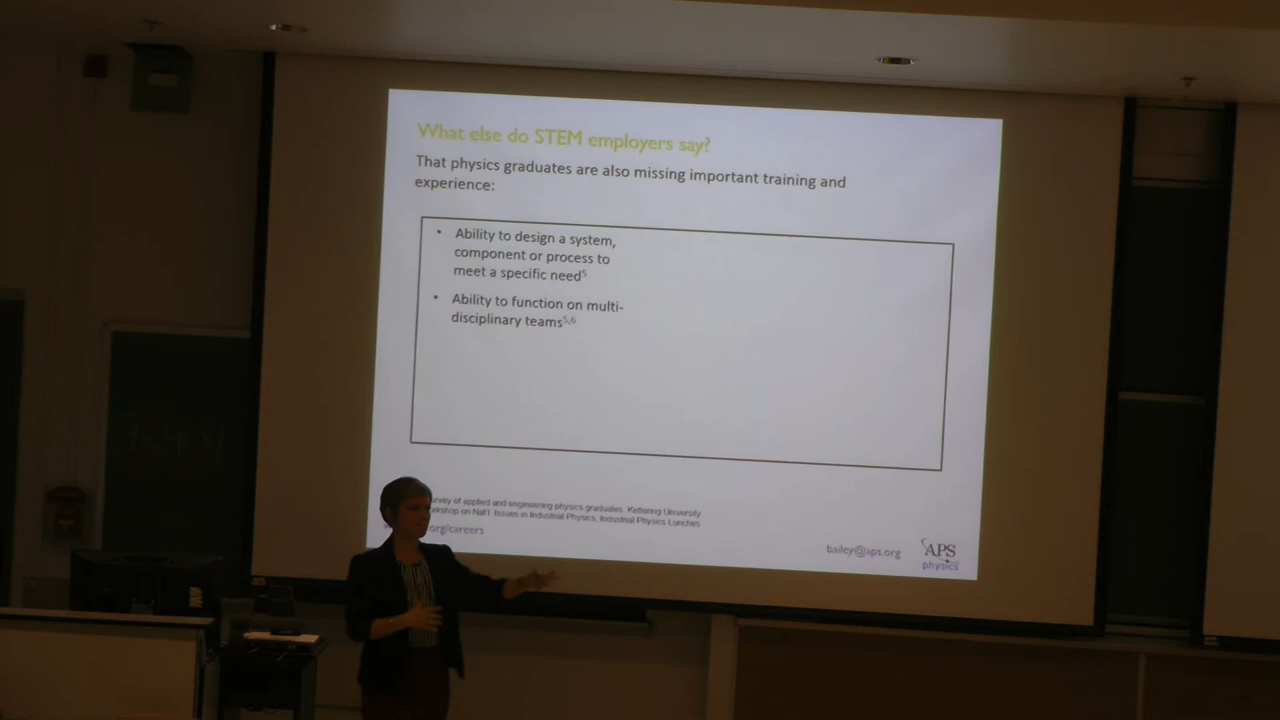 What else do STEM employers say?
That physics graduates are also missing important training and
experience:
• Ability to design a system,
component or process to
meet a specific need⁵
• Ability to function on multi-
disciplinary teams⁵,⁶
of applied and engineering physics graduates, Kettering University
on Nat'l. Issues in Industrial Physics, Industrial Physics Lunches
org/careers
bailey@aps.org
APS
physics